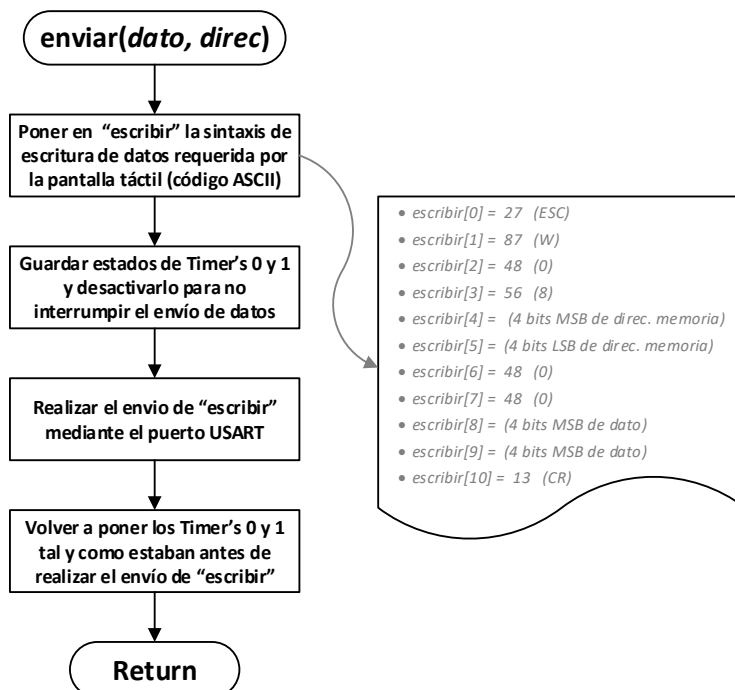 enviar(dato, direc)
Poner en “escribir” la sintaxis de
escritura de datos requerida por
la pantalla táctil (código ASCII)
Guardar estados de Timer's 0 y 1
y desactivarlo para no
interrumpir el envío de datos
Realizar el envio de “escribir”
mediante el puerto USART
Volver a poner los Timer's 0 y 1
tal y como estaban antes de
realizar el envío de “escribir”
Return
• escribir[0] = 27 (ESC)
• escribir[1] = 87 (W)
• escribir[2] = 48 (0)
• escribir[3] = 56 (8)
• escribir[4] = (4 bits MSB de direc. memoria)
• escribir[5] = (4 bits LSB de direc. memoria)
• escribir[6] = 48 (0)
• escribir[7] = 48 (0)
• escribir[8] = (4 bits MSB de dato)
• escribir[9] = (4 bits MSB de dato)
• escribir[10] = 13 (CR)